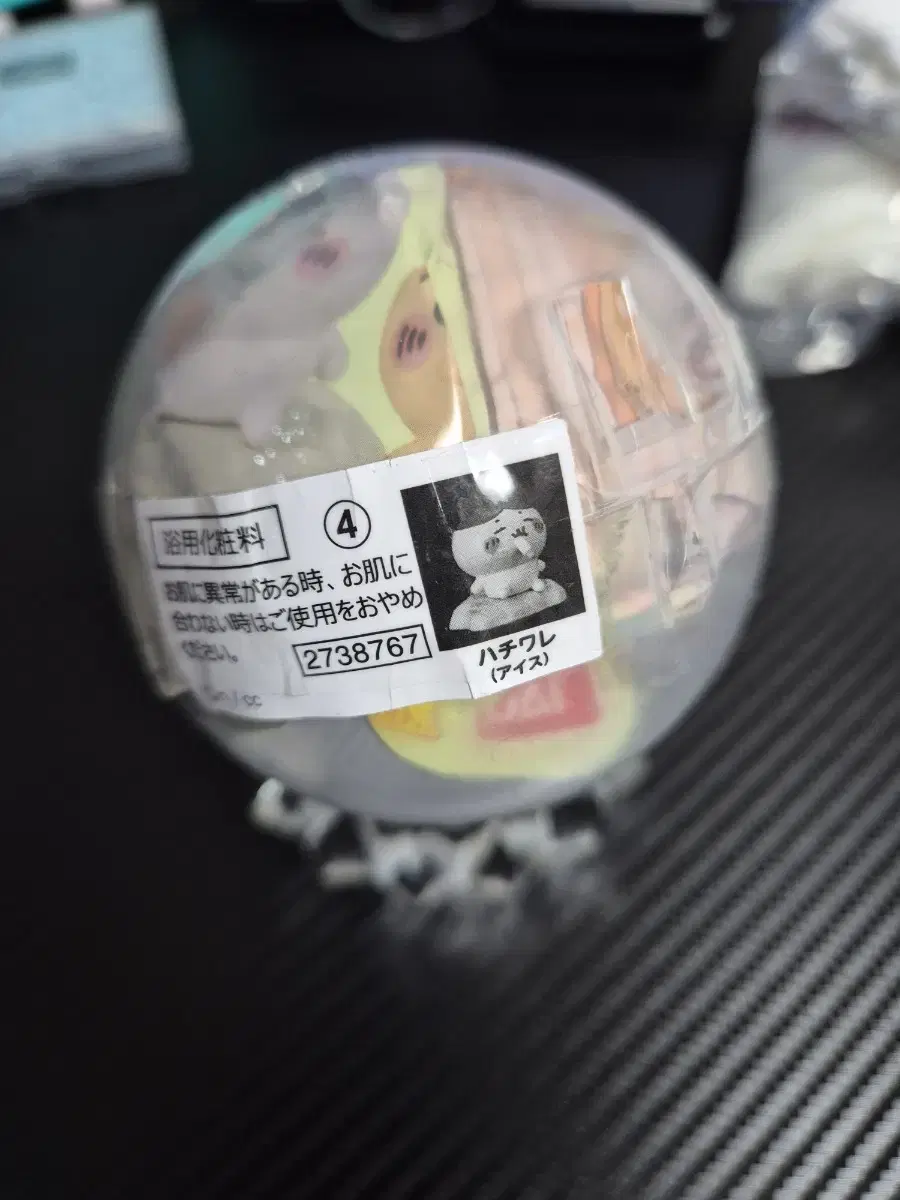 浴用化粧料
④
お肌に異常がある時、お肌に
合わない時はご使用をおやめ
ください。
2738767
ハチワレ
(アイス)